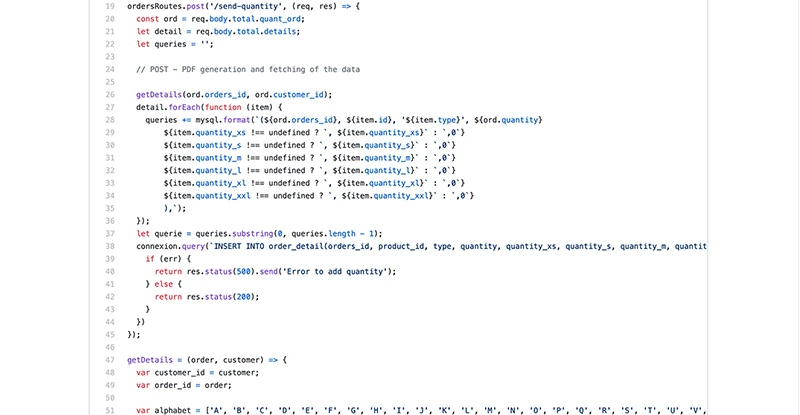 19 ordersRoutes.post('/send-quantity', (req, res) => {
20 const ord = req.body.total.quant_ord;
21 let detail = req.body.total.details;
22 let queries = '';
23
24 // POST – PDF generation and fetching of the data
25
26 getDetails(ord.orders_id, ord.customer_id);
27 detail.forEach(function (item) {
28 queries += mysql.format(`(${ord.orders_id}, ${item.id}, '${item.type}', ${ord.quantity}
29 ${item.quantity_xs !== undefined ? `, ${item.quantity_xs}` : `,0`}
30 ${item.quantity_s !== undefined ? `, ${item.quantity_s}` : `,0`}
31 ${item.quantity_m !== undefined ? `, ${item.quantity_m}` : `,0`}
32 ${item.quantity_l !== undefined ? `, ${item.quantity_l}` : `,0`}
33 ${item.quantity_xl !== undefined ? `, ${item.quantity_xl}` : `,0`}
34 ${item.quantity_xxl !== undefined ? `, ${item.quantity_xxl}` : `,0`}
35 ),`);
36 });
37 let querie = queries.substring(0, queries.length - 1);
38 connexion.query(`INSERT INTO order_detail(orders_id, product_id, type, quantity, quantity_xs, quantity_s, quantity_m, quantit
39 if (err) {
40 return res.status(500).send('Error to add quantity');
41 } else {
42 return res.status(200);
43 }
44 })
45 });
46
47 getDetails = (order, customer) => {
48 var customer_id = customer;
49 var order_id = order;
50
51 var alphabet = ['A', 'B', 'C', 'D', 'E', 'F', 'G', 'H', 'I', 'J', 'K', 'L', 'M', 'N', 'O', 'P', 'Q', 'R', 'S', 'T', 'U', 'V',